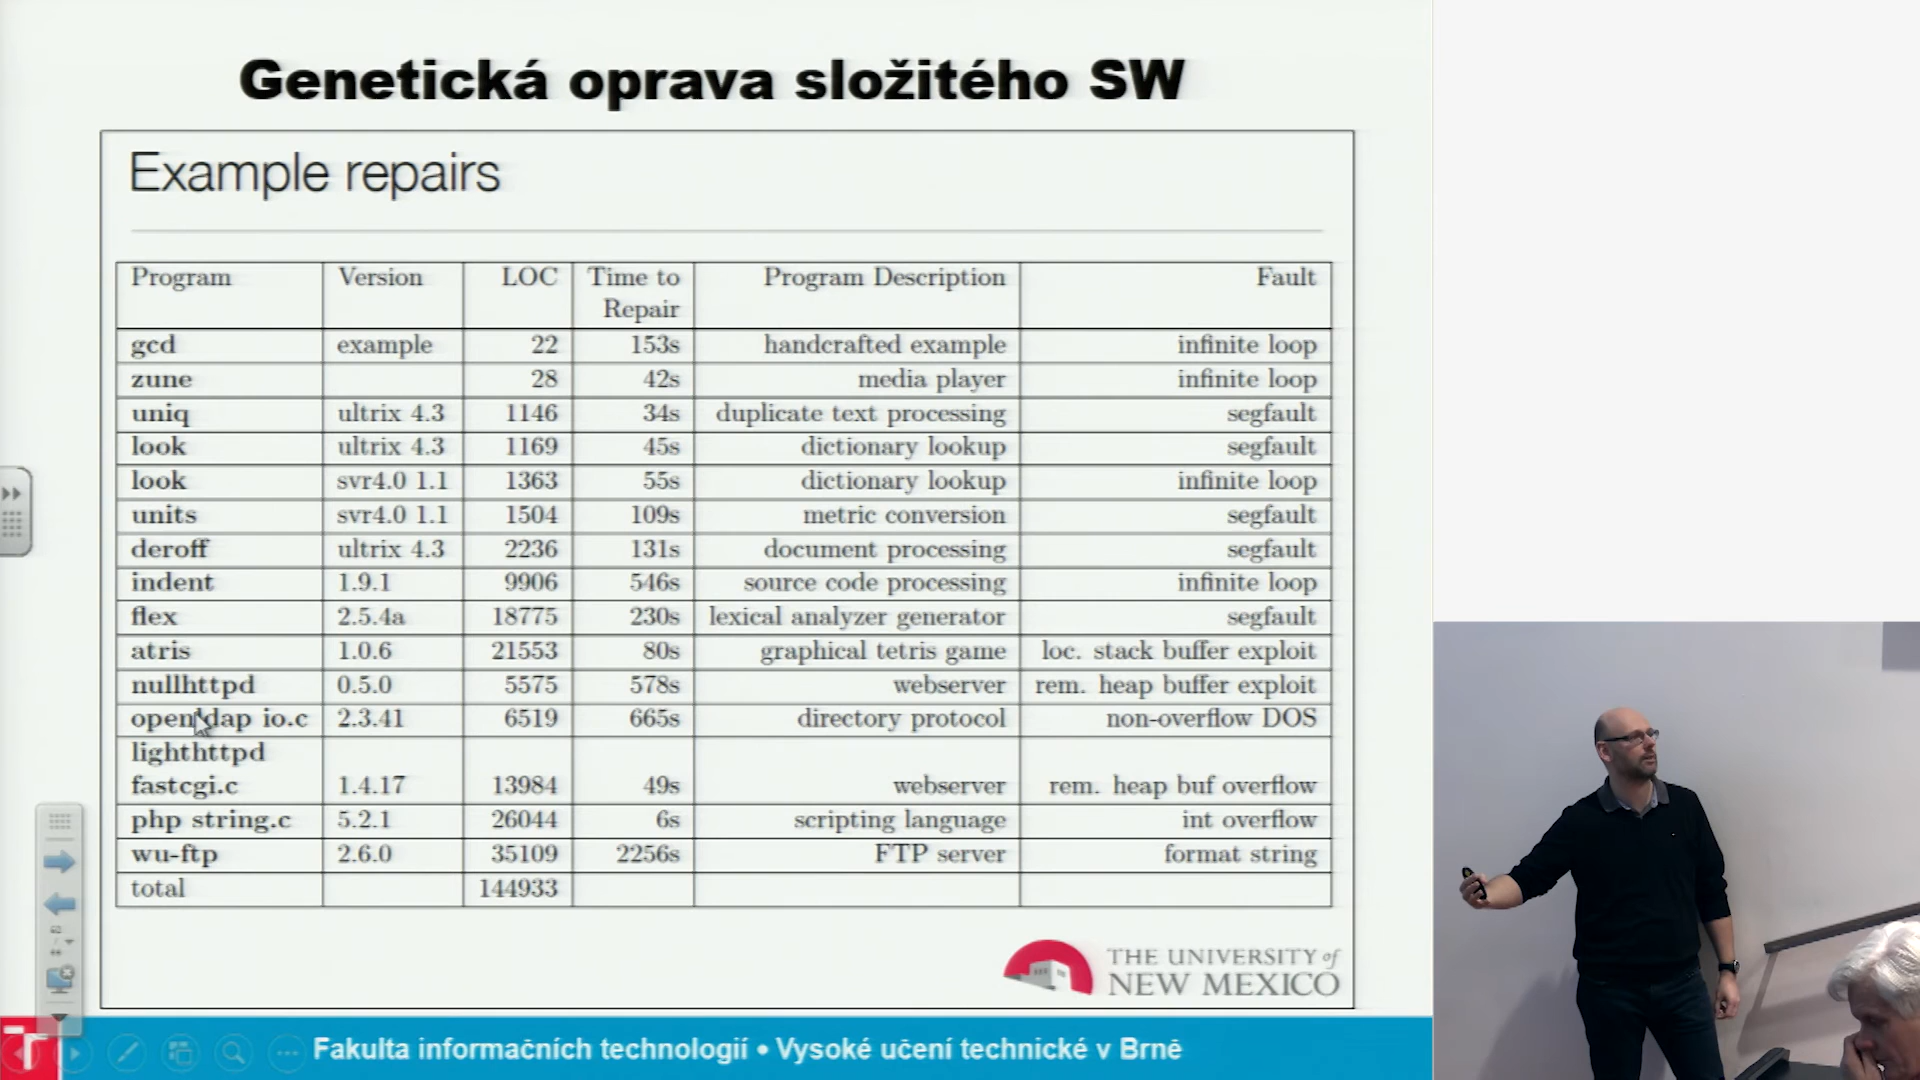 Genetická oprava složitého SW
Example repairs
Program Version LOC Time to Repair Program Description Fault
gcd example 22 153s handcrafted example infinite loop
zune 28 42s media player infinite loop
uniq ultrix 4.3 1146 34s duplicate text processing segfault
look ultrix 4.3 1169 45s dictionary lookup segfault
look svr4.0 1.1 1363 55s dictionary lookup infinite loop
units svr4.0 1.1 1504 109s metric conversion segfault
deroff ultrix 4.3 2236 131s document processing segfault
indent 1.9.1 9906 546s source code processing infinite loop
flex 2.5.4a 18775 230s lexical analyzer generator segfault
atris 1.0.6 21553 80s graphical tetris game loc. stack buffer exploit
nullhttpd 0.5.0 5575 578s webserver rem. heap buffer exploit
openldap io.c 2.3.41 6519 665s directory protocol non-overflow DOS
lighthttpd
fastcgi.c 1.4.17 13984 49s webserver rem. heap buf overflow
php string.c 5.2.1 26044 6s scripting language int overflow
wu-ftp 2.6.0 35109 2256s FTP server format string
total 144933
THE UNIVERSITY of
NEW MEXICO
Fakulta informačních technologií • Vysoké učení technické v Brně